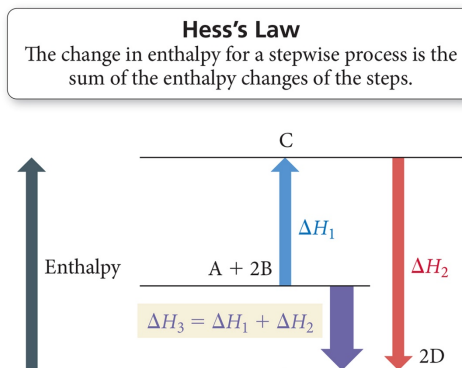 Hess's Law
The change in enthalpy for a stepwise process is the
sum of the enthalpy changes of the steps.
C
ΔH₁
Enthalpy
A + 2B
ΔH₂
ΔH₃ = ΔH₁ + ΔH₂
2D